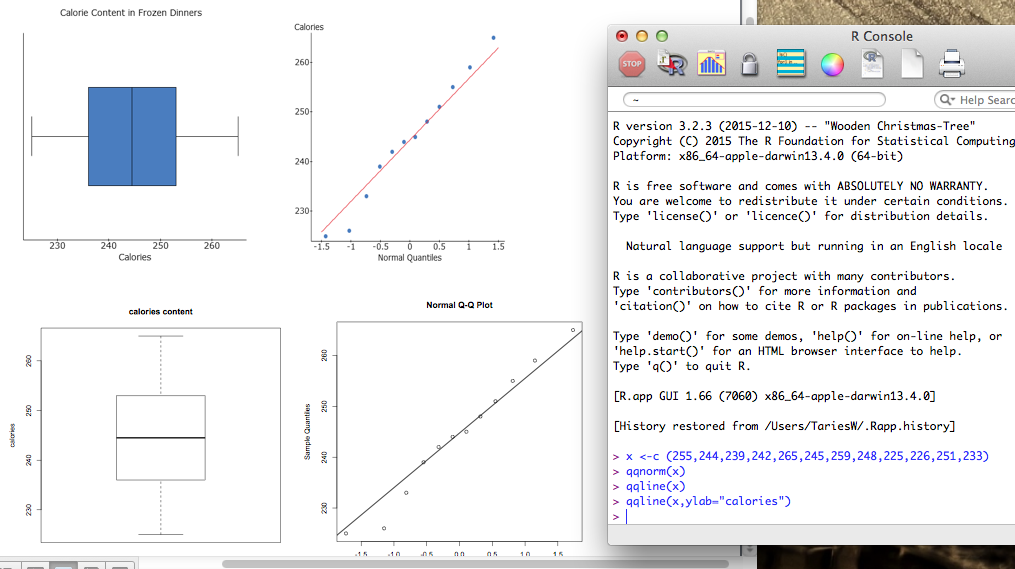 Calorie Content in Frozen Dinners
230 240 250 260
Calories
Calories
260
250
240
230
-1.5 -1 -0.5 0 0.5 1 1.5
Normal Quantiles
calories content
260
250
240
230
calories
Normal Q-Q Plot
260
250
240
230
Sample Quantiles
-1.5 -1.0 -0.5 0.0 0.5 1.0 1.5
R Console
STOP
R
R
~
Help Searc
R version 3.2.3 (2015-12-10) -- "Wooden Christmas-Tree"
Copyright (C) 2015 The R Foundation for Statistical Computing
Platform: x86_64-apple-darwin13.4.0 (64-bit)
R is free software and comes with ABSOLUTELY NO WARRANTY.
You are welcome to redistribute it under certain conditions.
Type 'license()' or 'licence()' for distribution details.
Natural language support but running in an English locale
R is a collaborative project with many contributors.
Type 'contributors()' for more information and
'citation()' on how to cite R or R packages in publications.
Type 'demo()' for some demos, 'help()' for on-line help, or
'help.start()' for an HTML browser interface to help.
Type 'q()' to quit R.
[R.app GUI 1.66 (7060) x86_64-apple-darwin13.4.0]
[History restored from /Users/TariesW/.Rapp.history]
> x <-c (255,244,239,242,265,245,259,248,225,226,251,233)
> qqnorm(x)
> qqline(x)
> qqline(x,ylab="calories")
>